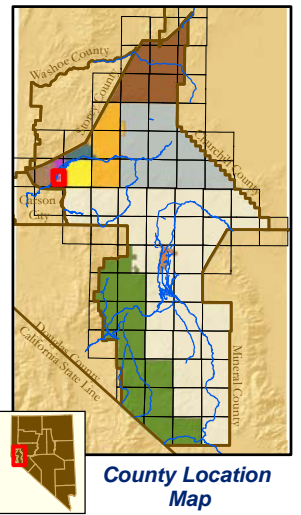 Washoe County
Storey County
Churchill County
Carson
City
Douglas County
California State Line
Mineral County
County Location
Map